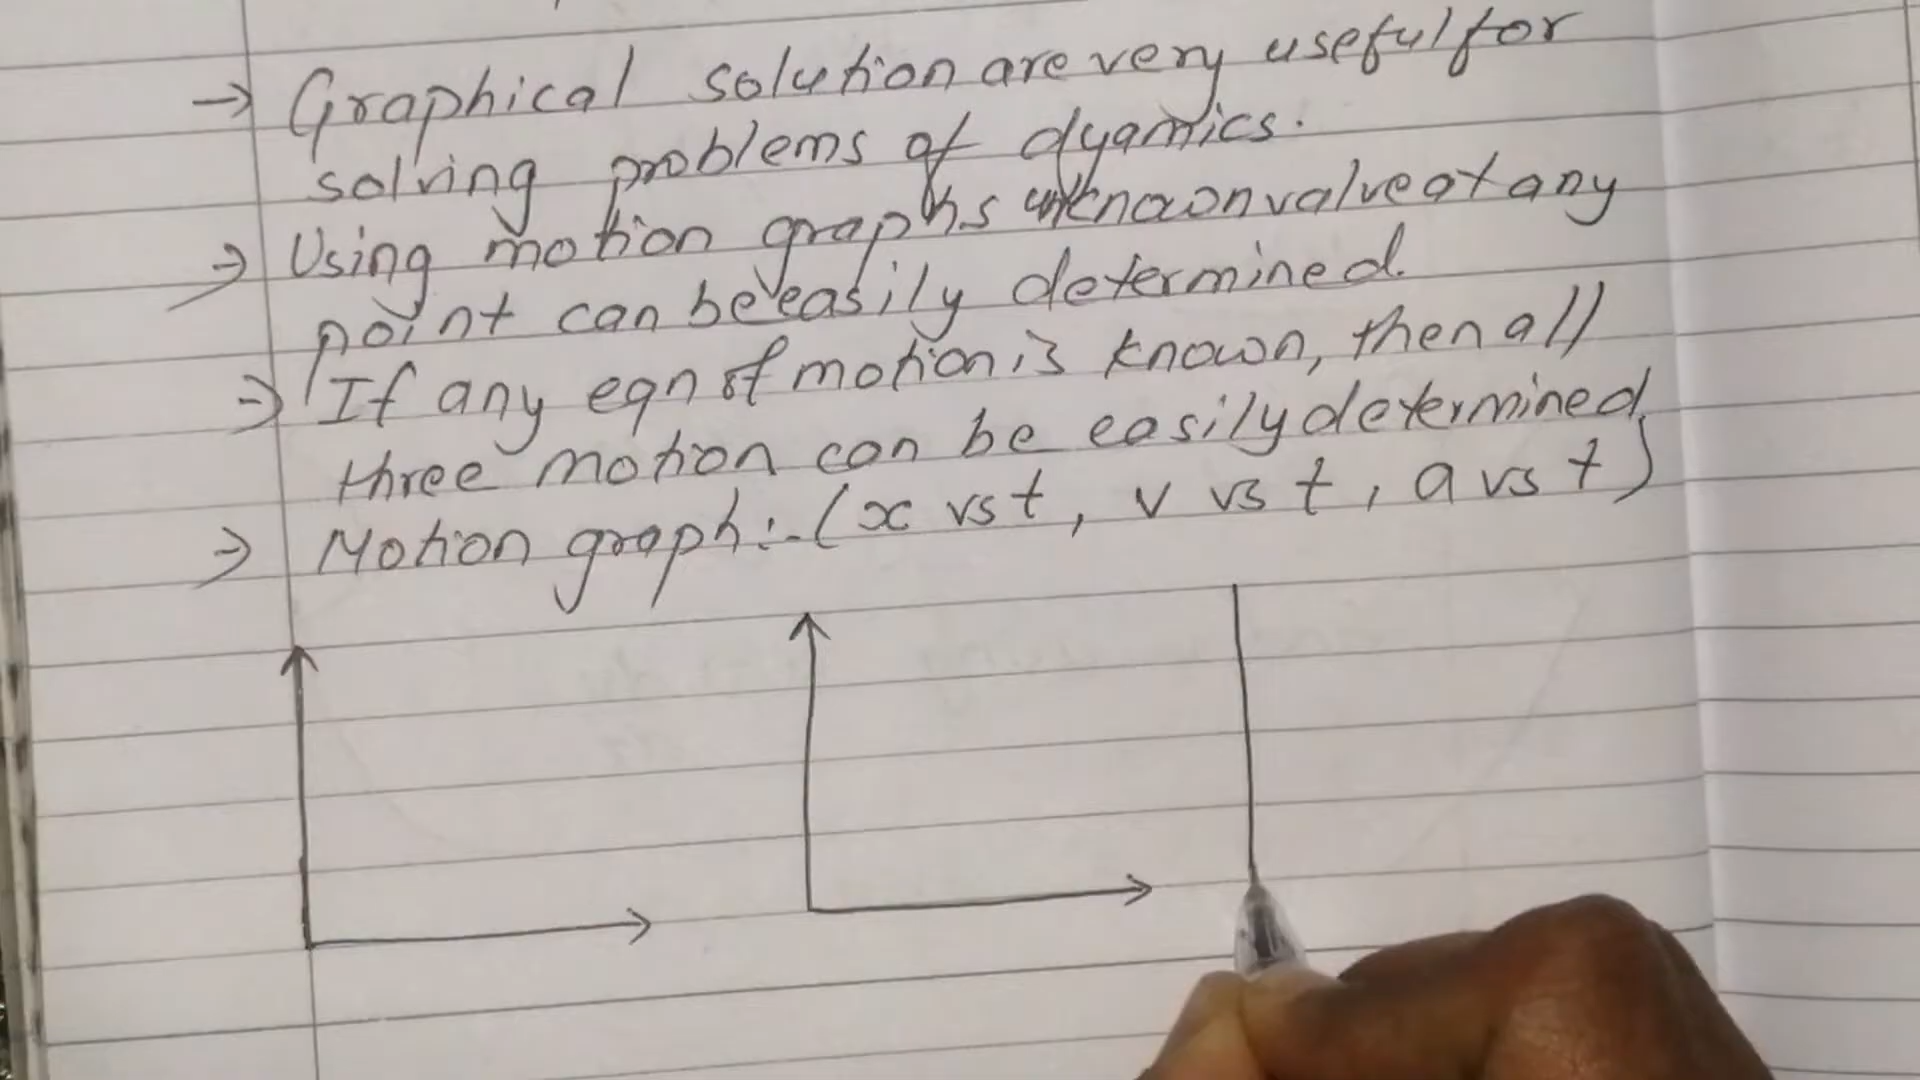 → Graphical solution are very useful for
solving problems of dyamics.
⇒ Using motion graphs unknown value at any
point can be easily determined.
⇒ If any eqn of motion is known, then all
three motion can be easily determined.
⇒ Motion graph:- (x vs t, v vs t, a vs t)